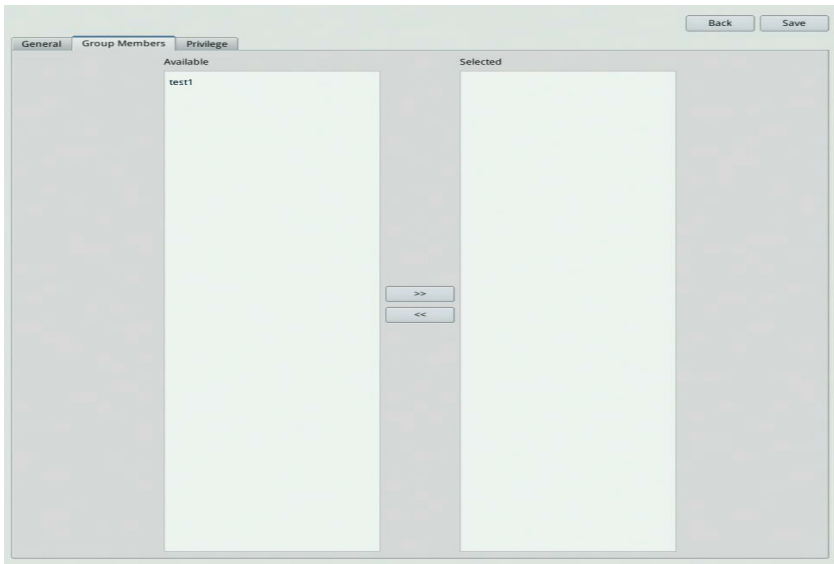 Back Save
General Group Members Privilege
Available Selected
test1
>>
<<